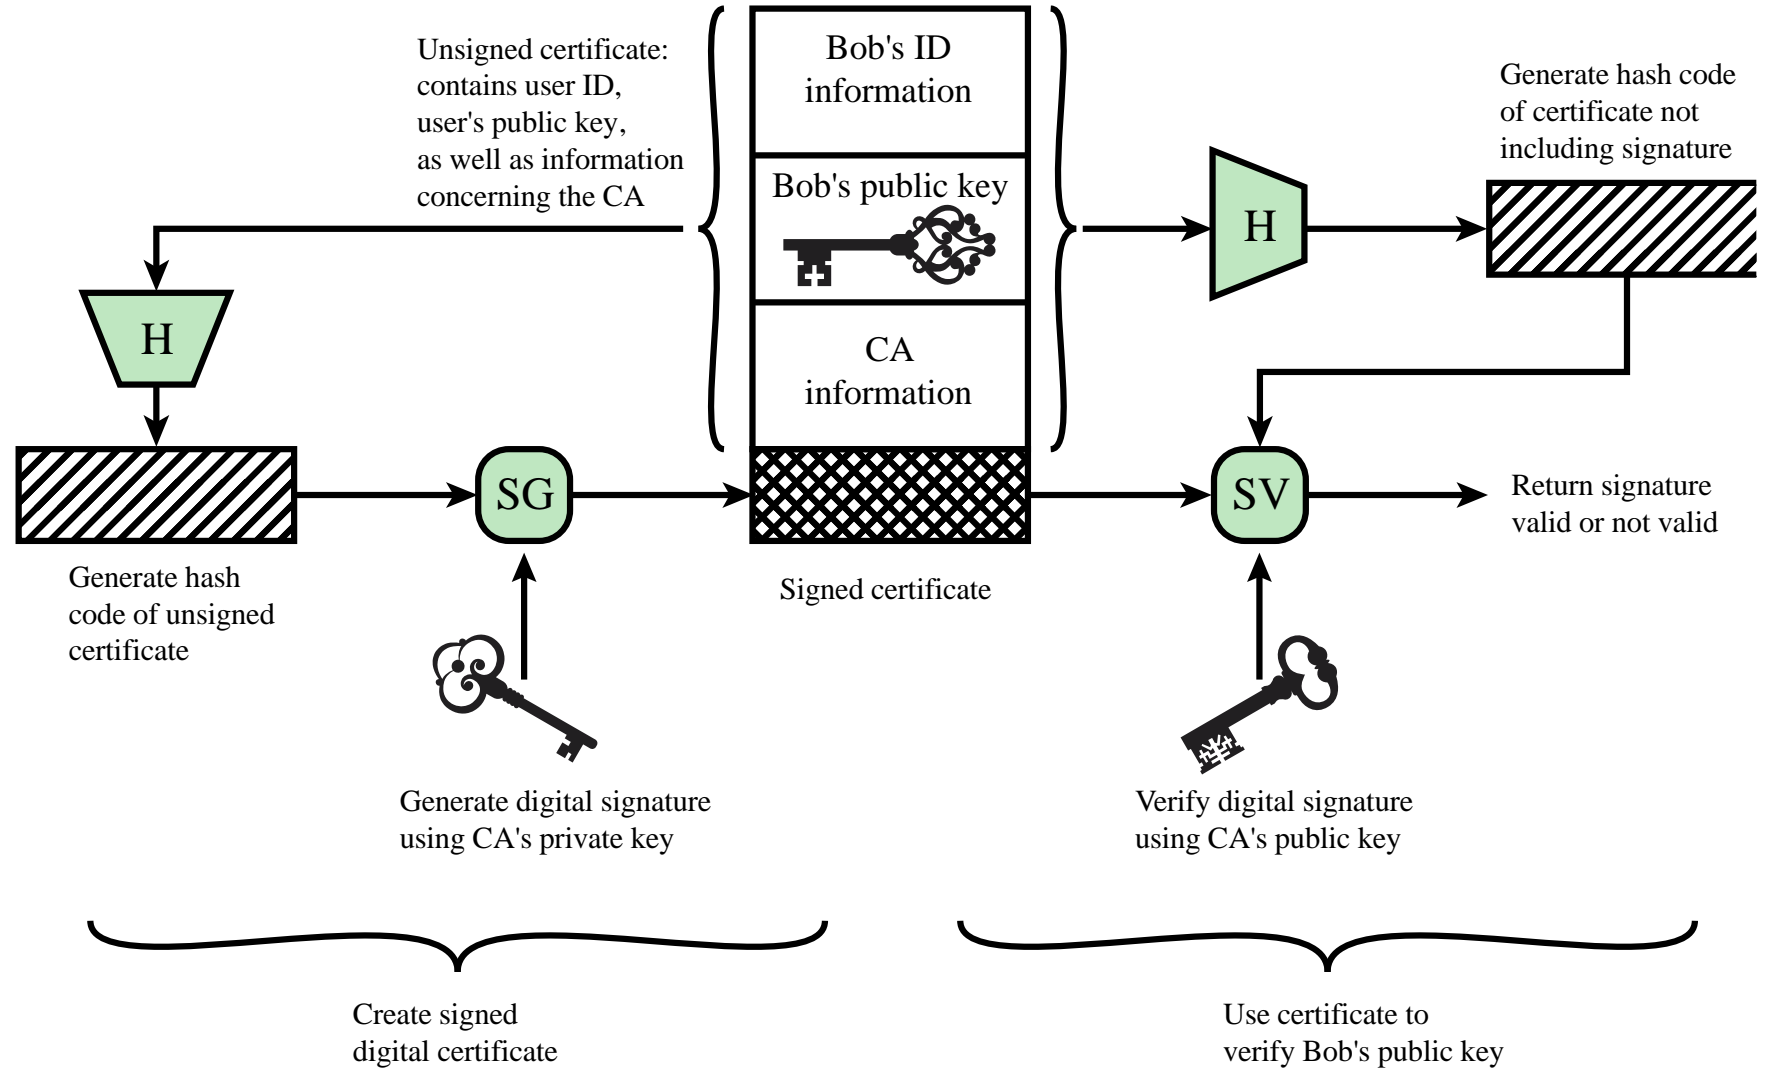 Unsigned certificate:
contains user ID,
user's public key,
as well as information
concerning the CA
Bob's ID
information
Bob's public key
CA
information
Generate hash code
of certificate not
including signature
H
H
SG
SV
Return signature
valid or not valid
Generate hash
code of unsigned
certificate
Signed certificate
Generate digital signature
using CA's private key
Verify digital signature
using CA's public key
Create signed
digital certificate
Use certificate to
verify Bob's public key